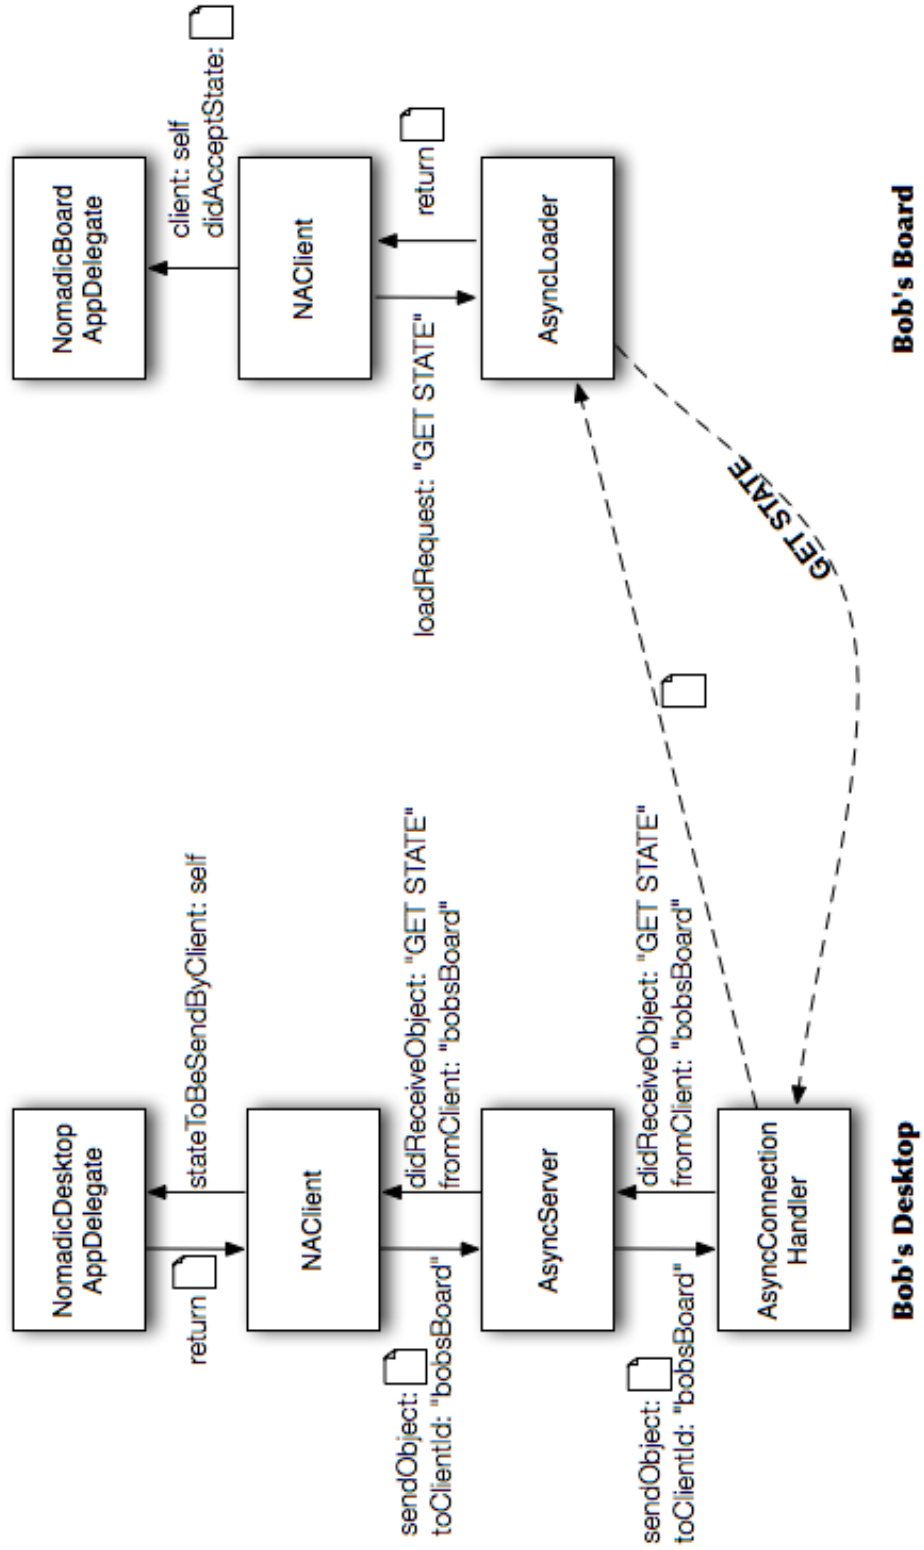 NomadicDesktop
AppDelegate
return
stateToBeSendByClient: self
NAClient
sendObject:
toClientId: "bobsBoard"
didReceiveObject: "GET STATE"
fromClient: "bobsBoard"
AsyncServer
sendObject:
toClientId: "bobsBoard"
didReceiveObject: "GET STATE"
fromClient: "bobsBoard"
AsyncConnection
Handler
Bob's Desktop
NomadicBoard
AppDelegate
client: self
didAcceptState:
NAClient
loadRequest: "GET STATE"
return
AsyncLoader
GET STATE
Bob's Board